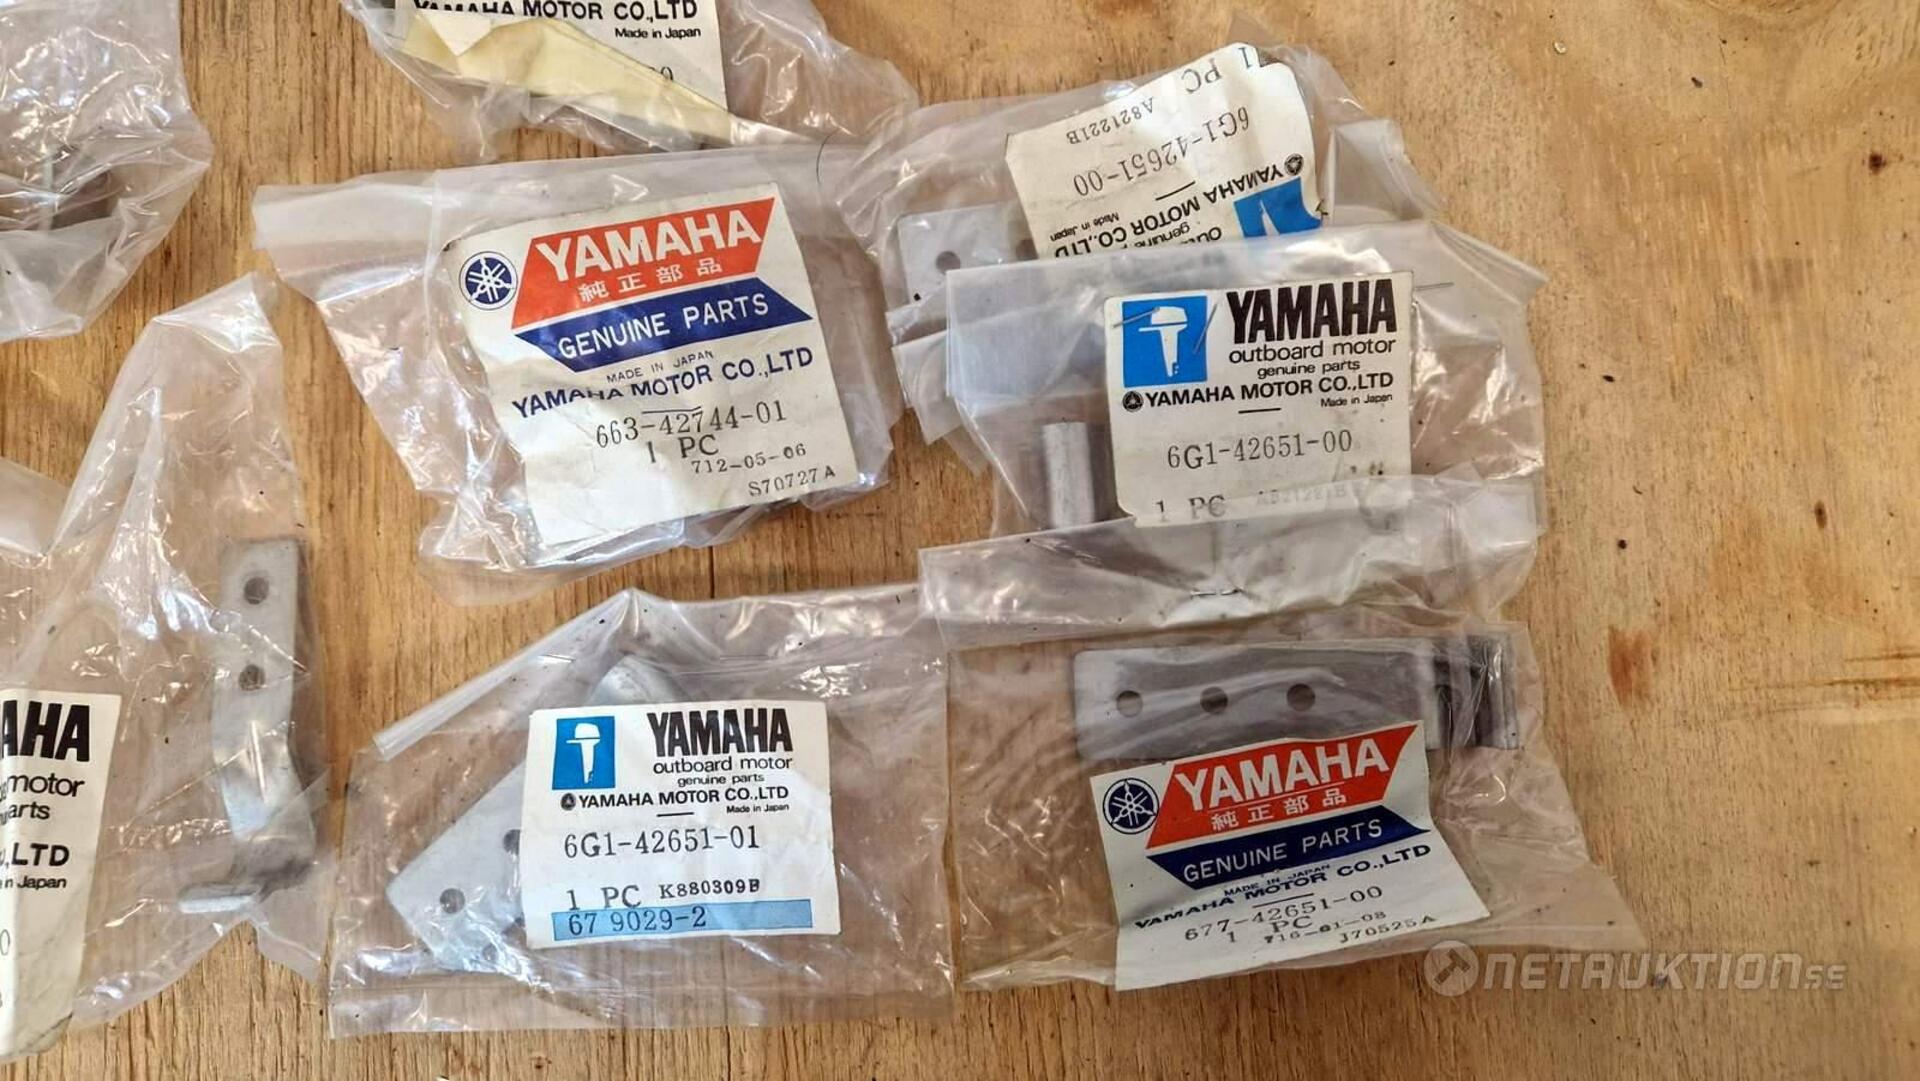 YAMAHA MOTOR CO.,LTD
Made in Japan
YAMAHA
純正部品
GENUINE PARTS
MADE IN JAPAN
YAMAHA MOTOR CO.,LTD
663-42744-01
1 PC
712-05-06
S70727A
1 PC
A821221B
6G1-42651-00
Made in Japan
YAMAHA MOTOR CO.,LTD
YAMAHA
outboard motor
genuine parts
YAMAHA MOTOR CO.,LTD
Made in Japan
6G1-42651-00
1 PC
AHA
motor
arts
,LTD
n Japan
YAMAHA
outboard motor
genuine parts
YAMAHA MOTOR CO.,LTD
Made in Japan
6G1-42651-01
1 PC K880309B
67 9029-2
YAMAHA
純正部品
GENUINE PARTS
MADE IN JAPAN
YAMAHA MOTOR CO.,LTD
677-42651-00
1 PC
716-01-08
J70525A
NETAUKTION.SE